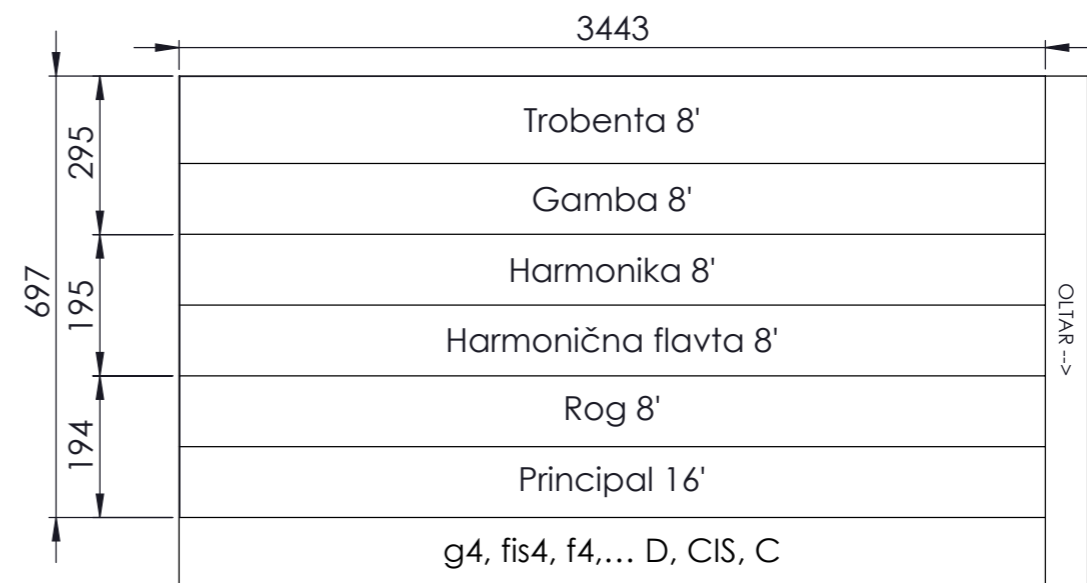 3443
Trobenta 8'
295
Gamba 8'
697
Harmonika 8'
195
Harmonična flavta 8'
OLTAR -->
Rog 8'
194
Principal 16'
g4, fis4, f4,... D, CIS, C